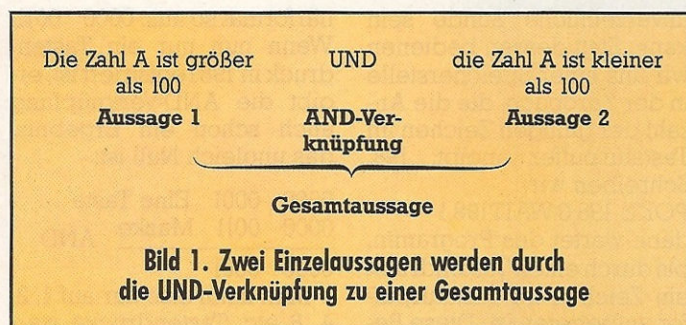 Die Zahl A ist größer UND die Zahl A ist kleiner
als 100 als 100
Aussage 1 AND-Ver- Aussage 2
knüpfung
Gesamtaussage
Bild 1. Zwei Einzelaussagen werden durch
die UND-Verknüpfung zu einer Gesamtaussage